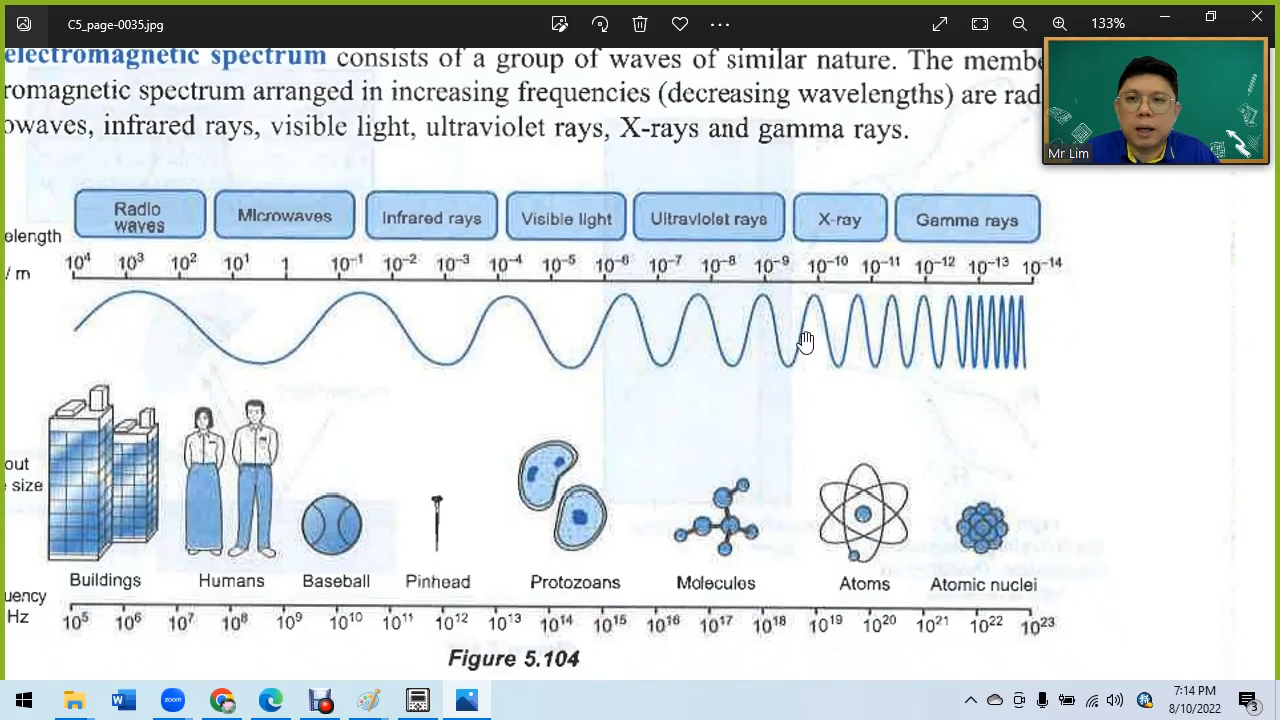 C5_page-0035.jpg
133%
electromagnetic spectrum consists of a group of waves of similar nature. The membe
romagnetic spectrum arranged in increasing frequencies (decreasing wavelengths) are rad
owaves, infrared rays, visible light, ultraviolet rays, X-rays and gamma rays.
Mr Lim
Radio
waves
Microwaves
Infrared rays
Visible light
Ultraviolet rays
X-ray
Gamma rays
elength
/ m
10⁴ 10³ 10² 10¹ 1 10⁻¹ 10⁻² 10⁻³ 10⁻⁴ 10⁻⁵ 10⁻⁶ 10⁻⁷ 10⁻⁸ 10⁻⁹ 10⁻¹⁰ 10⁻¹¹ 10⁻¹² 10⁻¹³ 10⁻¹⁴
out
e size
Buildings Humans Baseball Pinhead Protozoans Molecules Atoms Atomic nuclei
uency
Hz
10⁵ 10⁶ 10⁷ 10⁸ 10⁹ 10¹⁰ 10¹¹ 10¹² 10¹³ 10¹⁴ 10¹⁵ 10¹⁶ 10¹⁷ 10¹⁸ 10¹⁹ 10²⁰ 10²¹ 10²² 10²³
Figure 5.104
W
zoom
7:14 PM
8/10/2022
3